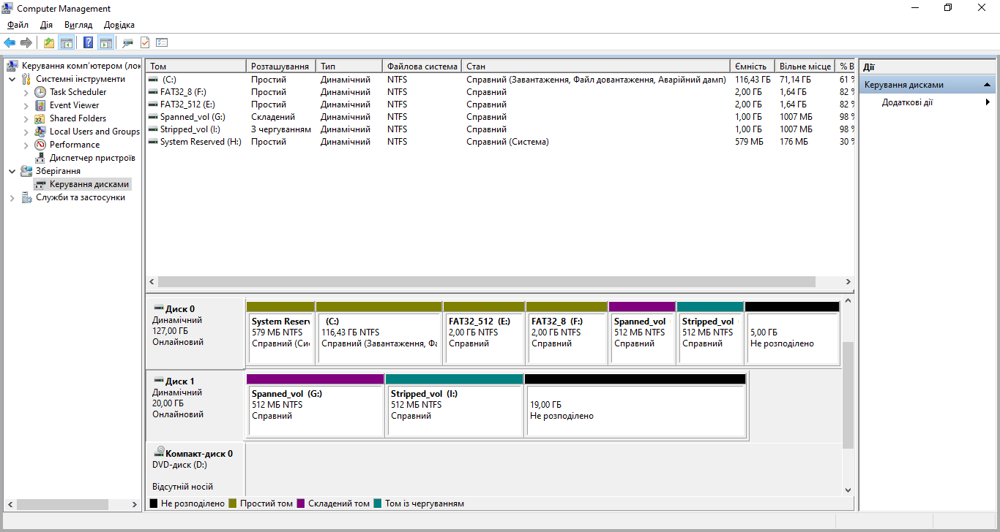 Computer Management
Файл Дія Вигляд Довідка
Керування комп'ютером (лок
Системні інструменти
Task Scheduler
Event Viewer
Shared Folders
Local Users and Groups
Performance
Диспетчер пристроїв
Зберігання
Керування дисками
Служби та застосунки
Том Розташування Тип Файлова система Стан Ємність Вільне місце % В
(C:) Простий Динамічний NTFS Справний (Завантаження, Файл довантаження, Аварійний дамп) 116,43 ГБ 71,14 ГБ 61 %
FAT32_8 (F:) Простий Динамічний NTFS Справний 2,00 ГБ 1,64 ГБ 82 %
FAT32_512 (E:) Простий Динамічний NTFS Справний 2,00 ГБ 1,64 ГБ 82 %
Spanned_vol (G:) Складений Динамічний NTFS Справний 1,00 ГБ 1007 МБ 98 %
Stripped_vol (I:) З чергуванням Динамічний NTFS Справний 1,00 ГБ 1007 МБ 98 %
System Reserved (H:) Простий Динамічний NTFS Справний (Система) 579 МБ 176 МБ 30 %
Дії
Керування дисками
Додаткові дії
Диск 0
Динамічний
127,00 ГБ
Онлайновий
System Reserv
579 МБ NTFS
Справний (Си
(C:)
116,43 ГБ NTFS
Справний (Завантаження, Фа
FAT32_512 (E:)
2,00 ГБ NTFS
Справний
FAT32_8 (F:)
2,00 ГБ NTFS
Справний
Spanned_vol
512 МБ NTFS
Справний
Stripped_vol
512 МБ NTFS
Справний
5,00 ГБ
Не розподілено
Диск 1
Динамічний
20,00 ГБ
Онлайновий
Spanned_vol (G:)
512 МБ NTFS
Справний
Stripped_vol (I:)
512 МБ NTFS
Справний
19,00 ГБ
Не розподілено
Компакт-диск 0
DVD-диск (D:)
Відсутній носій
Не розподілено Простий том Складений том Том із чергуванням